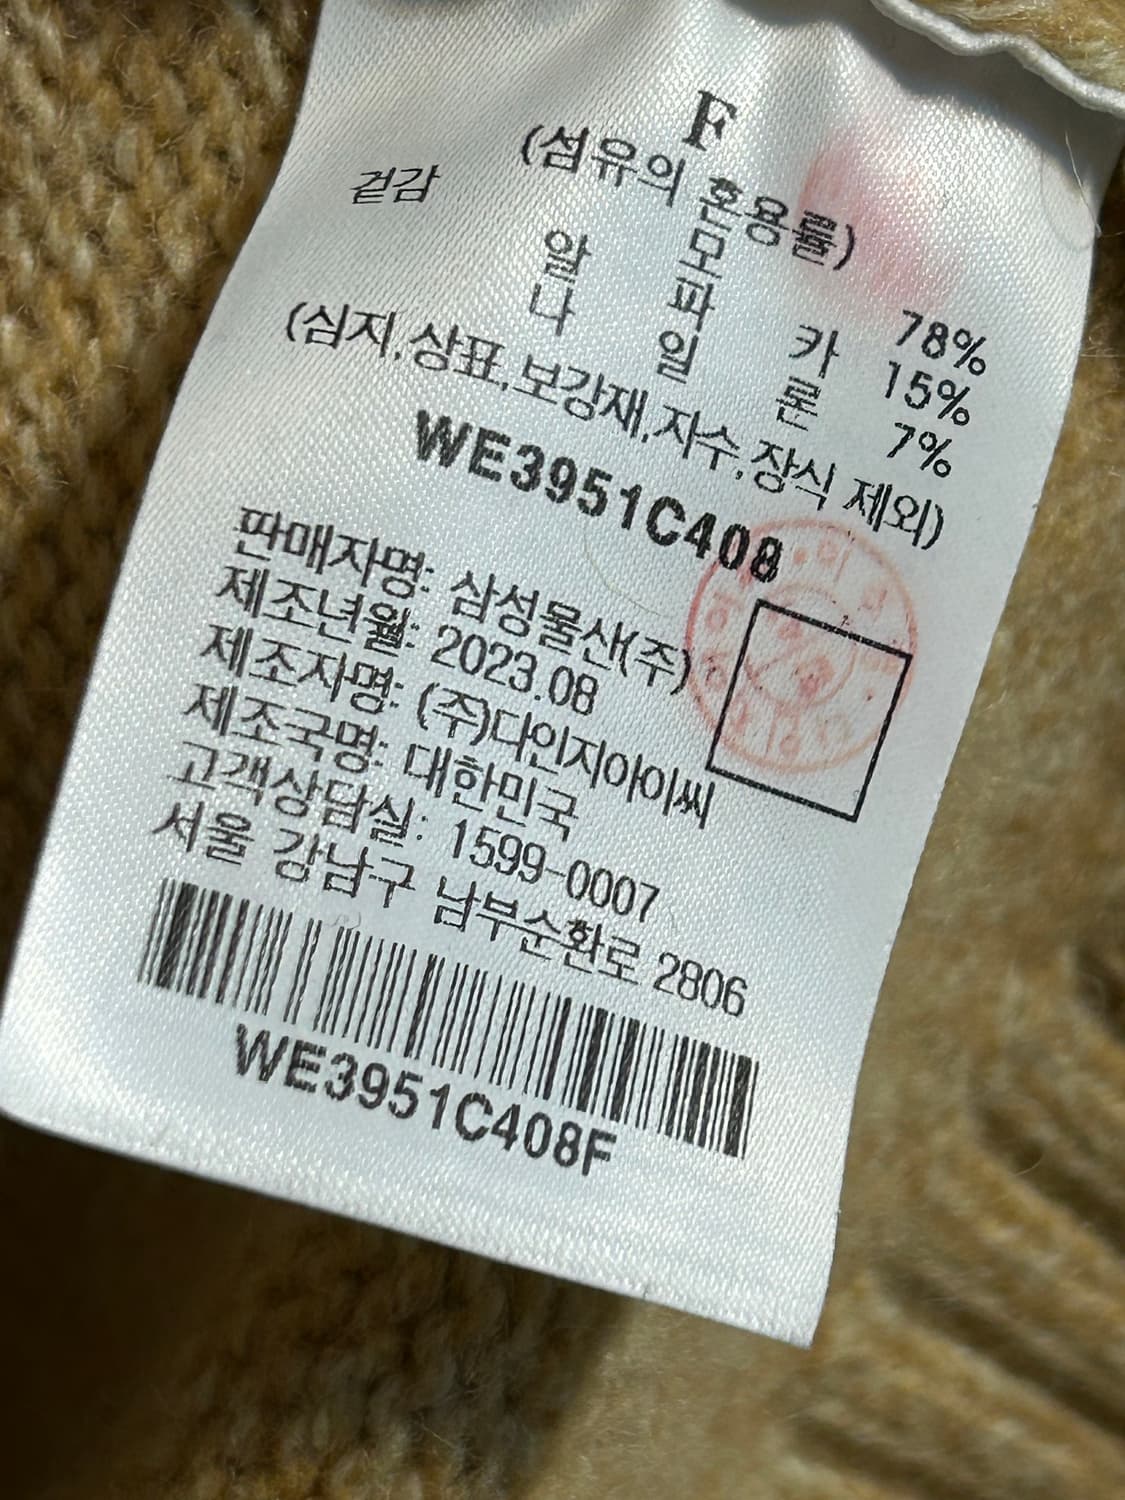 F
(섬유의 혼용률)
겉감 모 78%
알파카 15%
나일론 7%
(심지,상표,보강재,자수,장식 제외)
WE3951C408
판매자명: 삼성물산(주)
제조년월: 2023.08
제조자명: (주)다인지아이씨
제조국명: 대한민국
고객상담실: 1599-0007
서울 강남구 남부순환로 2806
WE3951C408F